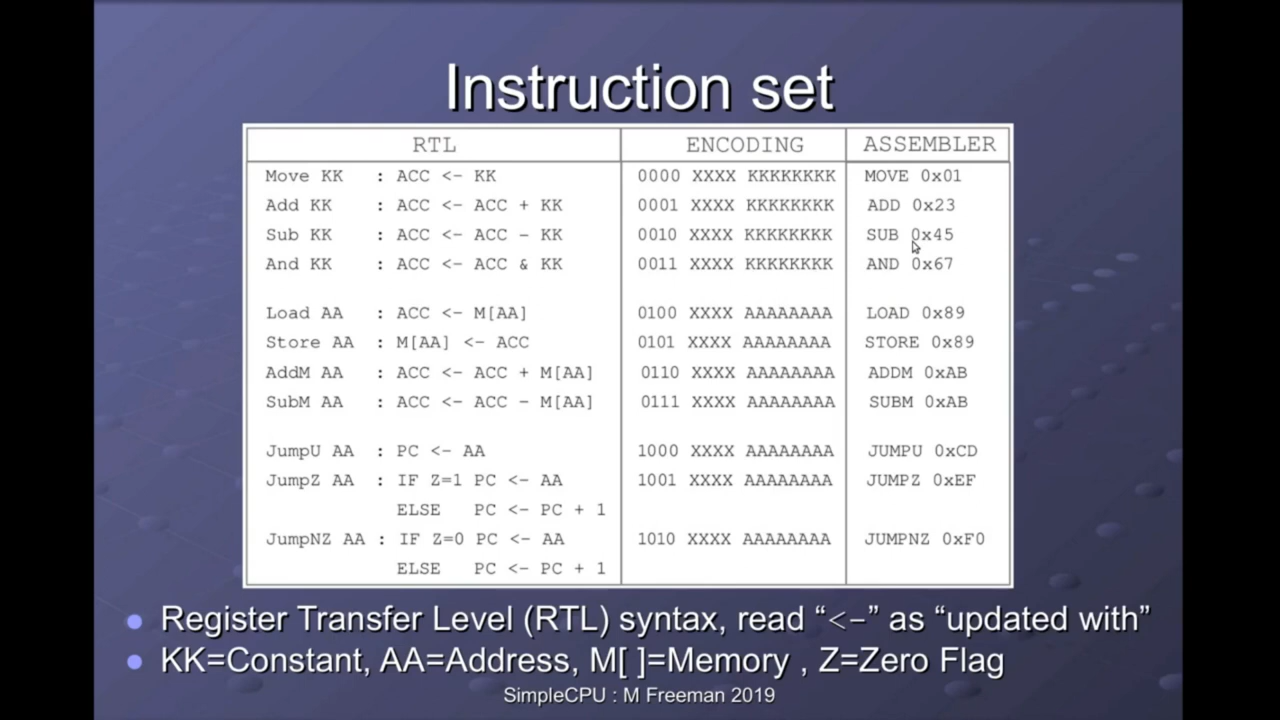 Instruction set
RTL ENCODING ASSEMBLER
Move KK : ACC <- KK 0000 XXXX KKKKKKKK MOVE 0x01
Add KK : ACC <- ACC + KK 0001 XXXX KKKKKKKK ADD 0x23
Sub KK : ACC <- ACC - KK 0010 XXXX KKKKKKKK SUB 0x45
And KK : ACC <- ACC & KK 0011 XXXX KKKKKKKK AND 0x67
Load AA : ACC <- M[AA] 0100 XXXX AAAAAAAA LOAD 0x89
Store AA : M[AA] <- ACC 0101 XXXX AAAAAAAA STORE 0x89
AddM AA : ACC <- ACC + M[AA] 0110 XXXX AAAAAAAA ADDM 0xAB
SubM AA : ACC <- ACC - M[AA] 0111 XXXX AAAAAAAA SUBM 0xAB
JumpU AA : PC <- AA 1000 XXXX AAAAAAAA JUMPU 0xCD
JumpZ AA : IF Z=1 PC <- AA 1001 XXXX AAAAAAAA JUMPZ 0xEF
ELSE PC <- PC + 1
JumpNZ AA : IF Z=0 PC <- AA 1010 XXXX AAAAAAAA JUMPNZ 0xF0
ELSE PC <- PC + 1
• Register Transfer Level (RTL) syntax, read “<-” as “updated with”
• KK=Constant, AA=Address, M[ ]=Memory , Z=Zero Flag
SimpleCPU : M Freeman 2019